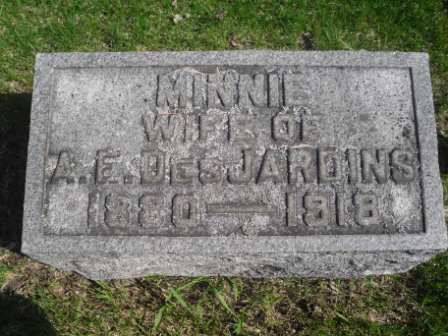 MINNIE
WIFE OF
A. E. DESJARDINS
1880 — 1918